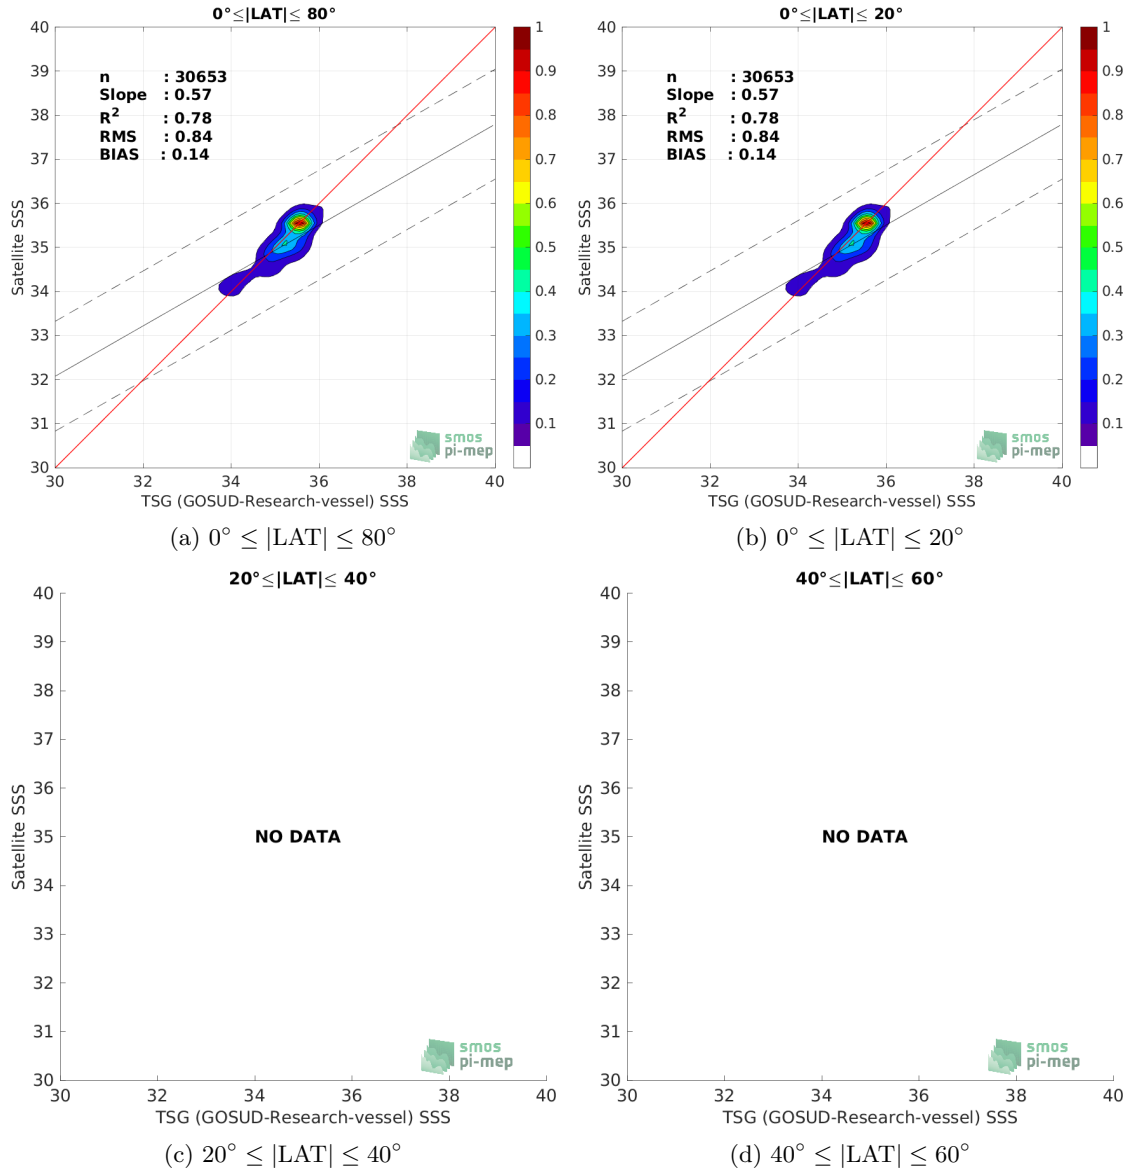 0°≤|LAT|≤ 80°
40
39
38
37
36
35
34
33
32
31
30
Satellite SSS
n : 30653
Slope : 0.57
R² : 0.78
RMS : 0.84
BIAS : 0.14
smos
pi-mep
30 32 34 36 38 40
TSG (GOSUD-Research-vessel) SSS
1
0.9
0.8
0.7
0.6
0.5
0.4
0.3
0.2
0.1
(a) 0° ≤ |LAT| ≤ 80°
0°≤|LAT|≤ 20°
40
39
38
37
36
35
34
33
32
31
30
Satellite SSS
n : 30653
Slope : 0.57
R² : 0.78
RMS : 0.84
BIAS : 0.14
smos
pi-mep
30 32 34 36 38 40
TSG (GOSUD-Research-vessel) SSS
1
0.9
0.8
0.7
0.6
0.5
0.4
0.3
0.2
0.1
(b) 0° ≤ |LAT| ≤ 20°
20°≤|LAT|≤ 40°
40
39
38
37
36
35
34
33
32
31
30
Satellite SSS
NO DATA
smos
pi-mep
30 32 34 36 38 40
TSG (GOSUD-Research-vessel) SSS
(c) 20° ≤ |LAT| ≤ 40°
40°≤|LAT|≤ 60°
40
39
38
37
36
35
34
33
32
31
30
Satellite SSS
NO DATA
smos
pi-mep
30 32 34 36 38 40
TSG (GOSUD-Research-vessel) SSS
(d) 40° ≤ |LAT| ≤ 60°